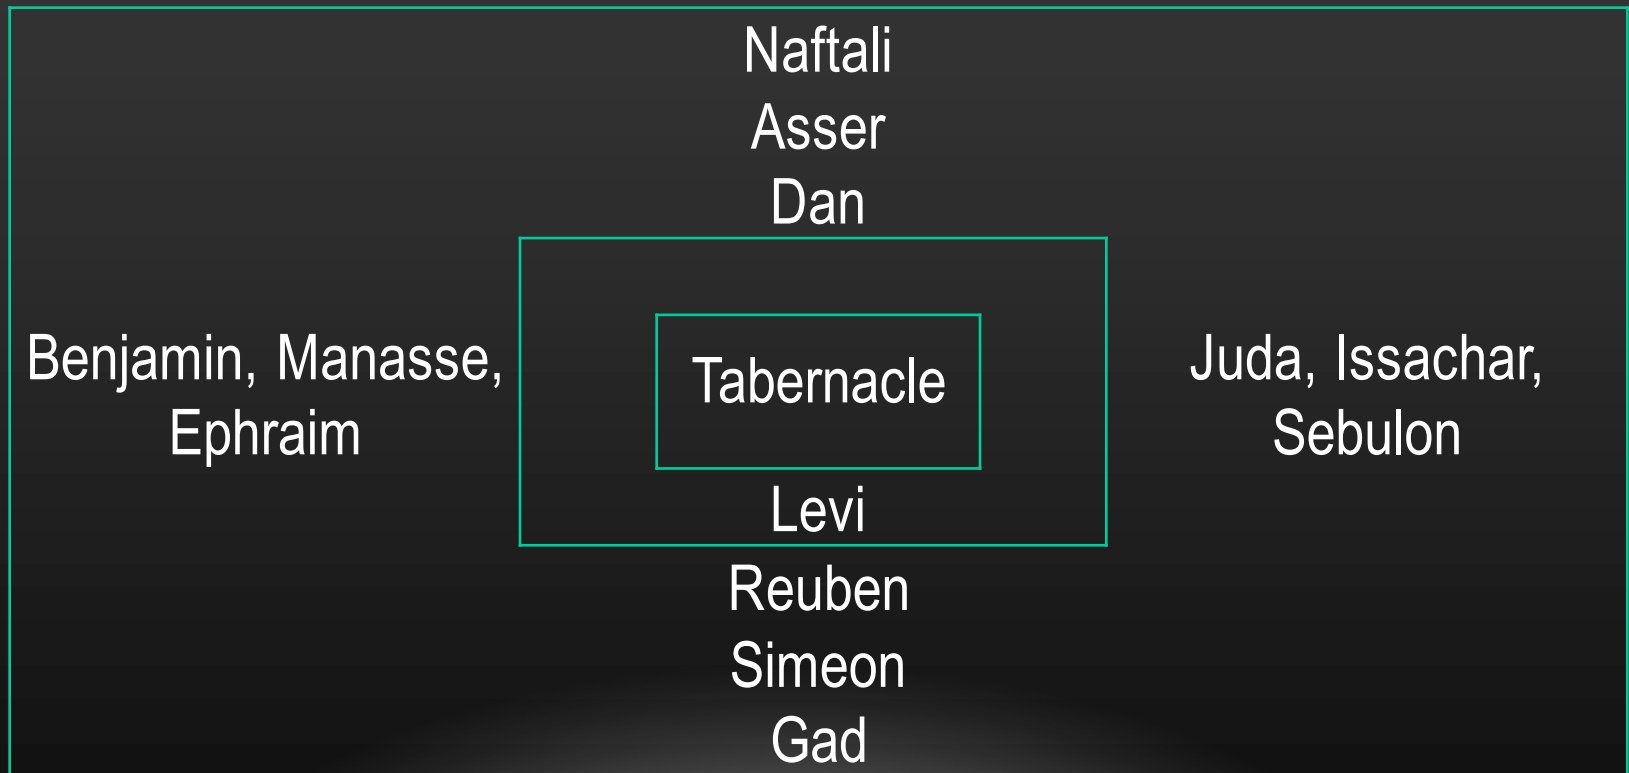 Naftali
Asser
Dan
Benjamin, Manasse,
Ephraim
Tabernacle
Juda, Issachar,
Sebulon
Levi
Reuben
Simeon
Gad